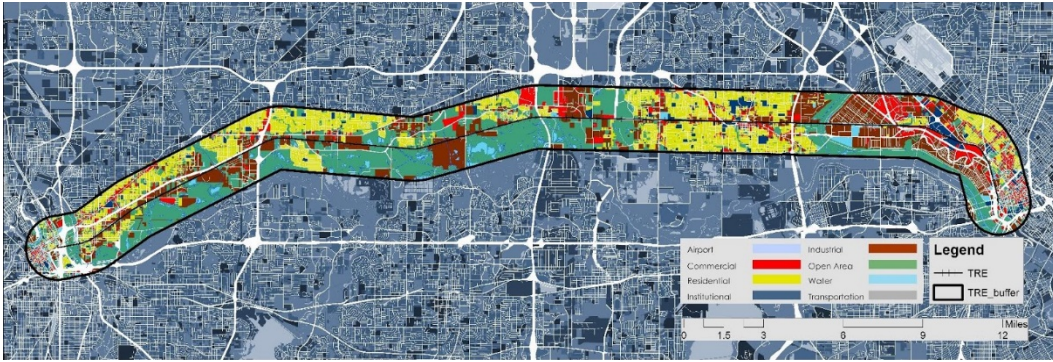 Airport Industrial
Commercial Open Area
Residential Water
Institutional Transportation
Legend
TRE
TRE_buffer
Miles
0 1.5 3 6 9 12